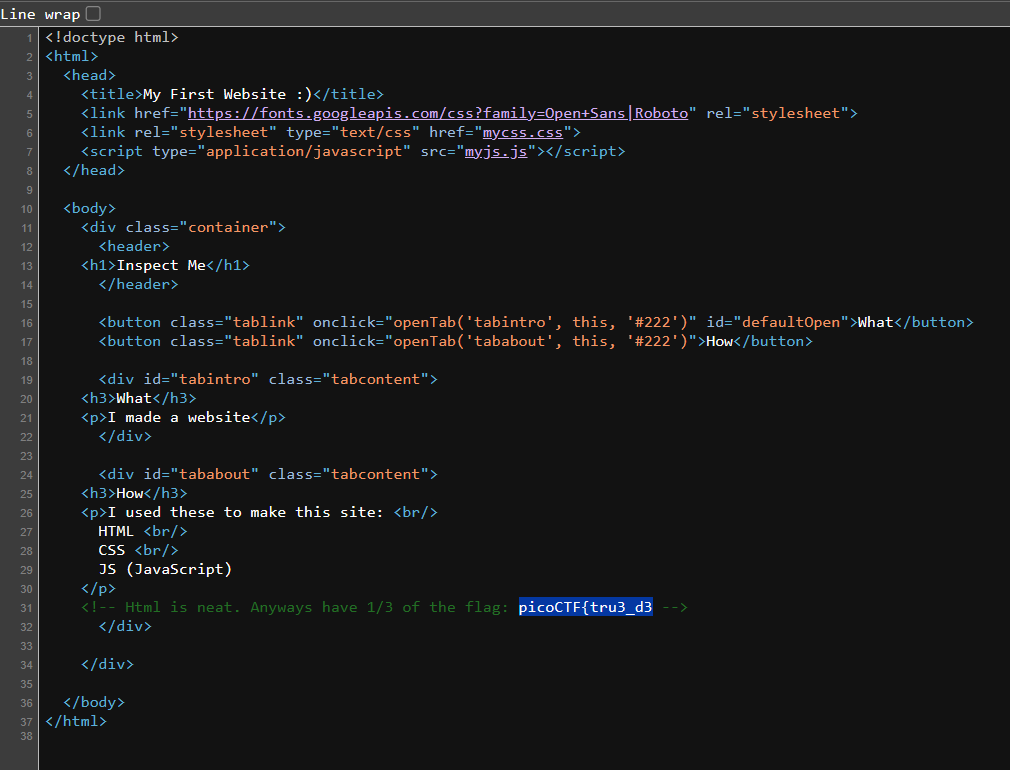 Line wrap
1 <!doctype html>
2 <html>
3   <head>
4     <title>My First Website :)</title>
5     <link href="https://fonts.googleapis.com/css?family=Open+Sans|Roboto" rel="stylesheet">
6     <link rel="stylesheet" type="text/css" href="mycss.css">
7     <script type="application/javascript" src="myjs.js"></script>
8   </head>
9
10   <body>
11     <div class="container">
12       <header>
13     <h1>Inspect Me</h1>
14       </header>
15
16       <button class="tablink" onclick="openTab('tabintro', this, '#222')" id="defaultOpen">What</button>
17       <button class="tablink" onclick="openTab('tababout', this, '#222')">How</button>
18
19       <div id="tabintro" class="tabcontent">
20     <h3>What</h3>
21     <p>I made a website</p>
22       </div>
23
24       <div id="tababout" class="tabcontent">
25     <h3>How</h3>
26     <p>I used these to make this site: <br/>
27       HTML <br/>
28       CSS <br/>
29       JS (JavaScript)
30     </p>
31     <!-- Html is neat. Anyways have 1/3 of the flag: picoCTF{tru3_d3 -->
32       </div>
33
34     </div>
35
36   </body>
37 </html>
38